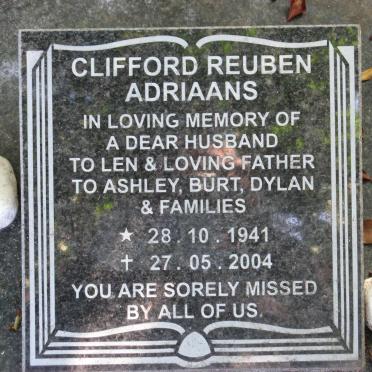 CLIFFORD REUBEN
ADRIAANS
IN LOVING MEMORY OF
A DEAR HUSBAND
TO LEN & LOVING FATHER
TO ASHLEY, BURT, DYLAN
& FAMILIES
★ 28 . 10 . 1941
✝ 27 . 05 . 2004
YOU ARE SORELY MISSED
BY ALL OF US.